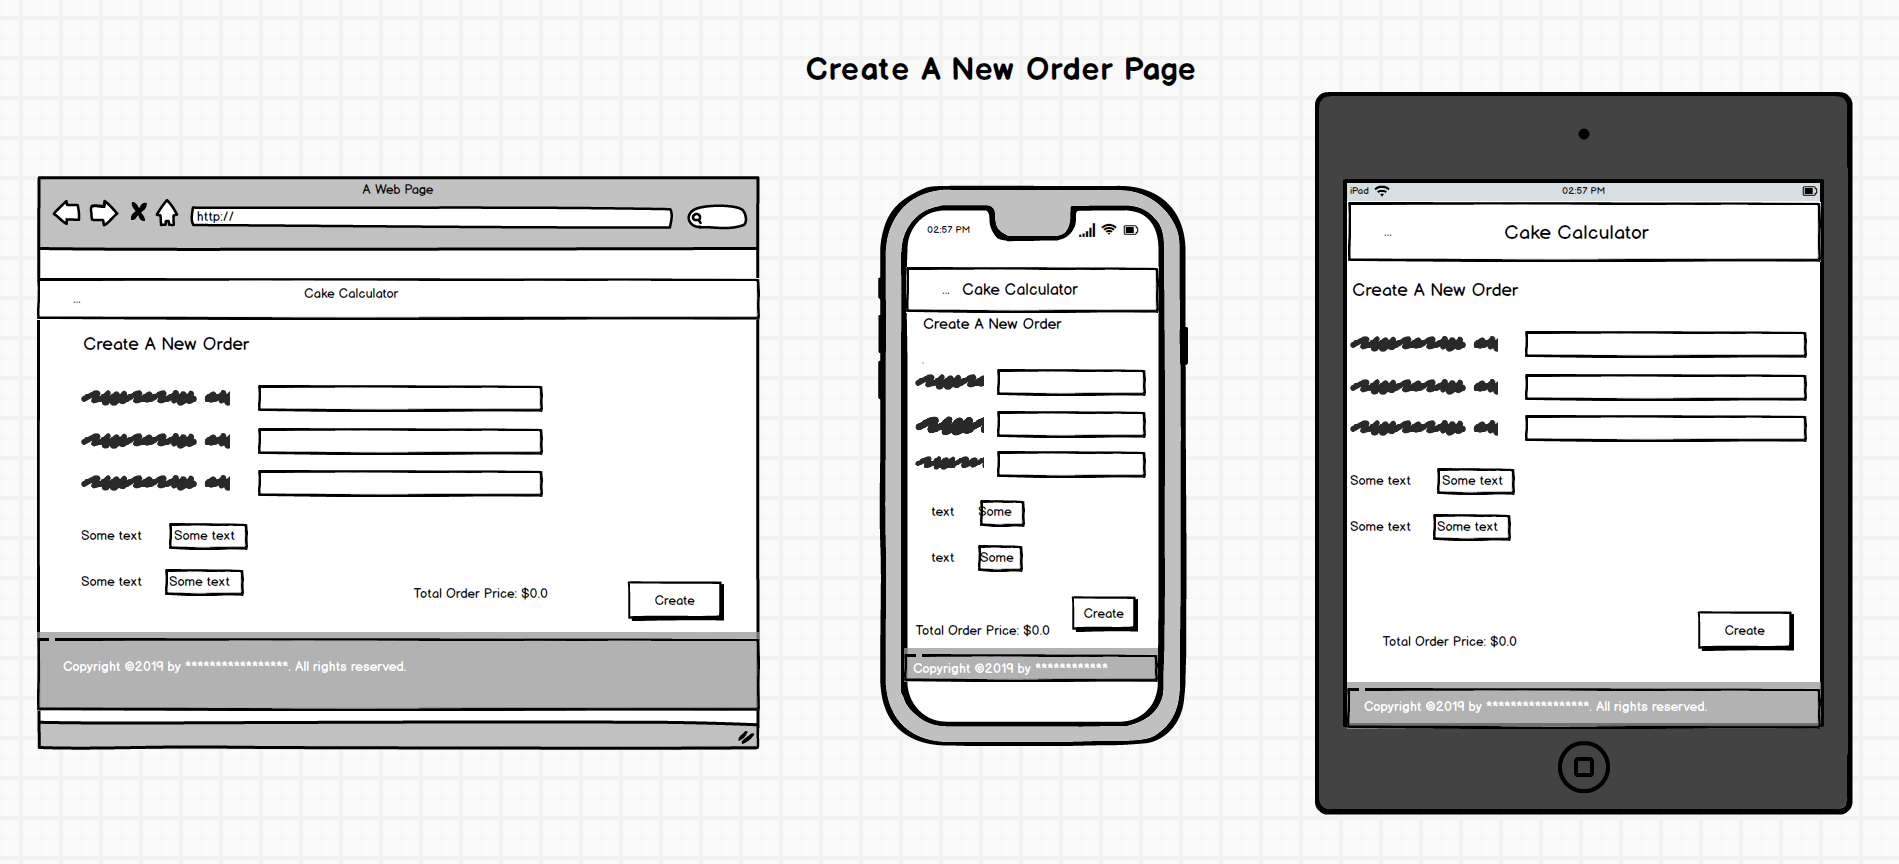 Create A New Order Page
A Web Page
http://
... Cake Calculator
Create A New Order
Some text Some text
Some text Some text
Total Order Price: $0.0 Create
Copyright ©2019 by *****************. All rights reserved.
02:57 PM
... Cake Calculator
Create A New Order
text Some
text Some
Create
Total Order Price: $0.0
Copyright ©2019 by ************
iPad 02:57 PM
... Cake Calculator
Create A New Order
Some text Some text
Some text Some text
Total Order Price: $0.0 Create
Copyright ©2019 by *****************. All rights reserved.